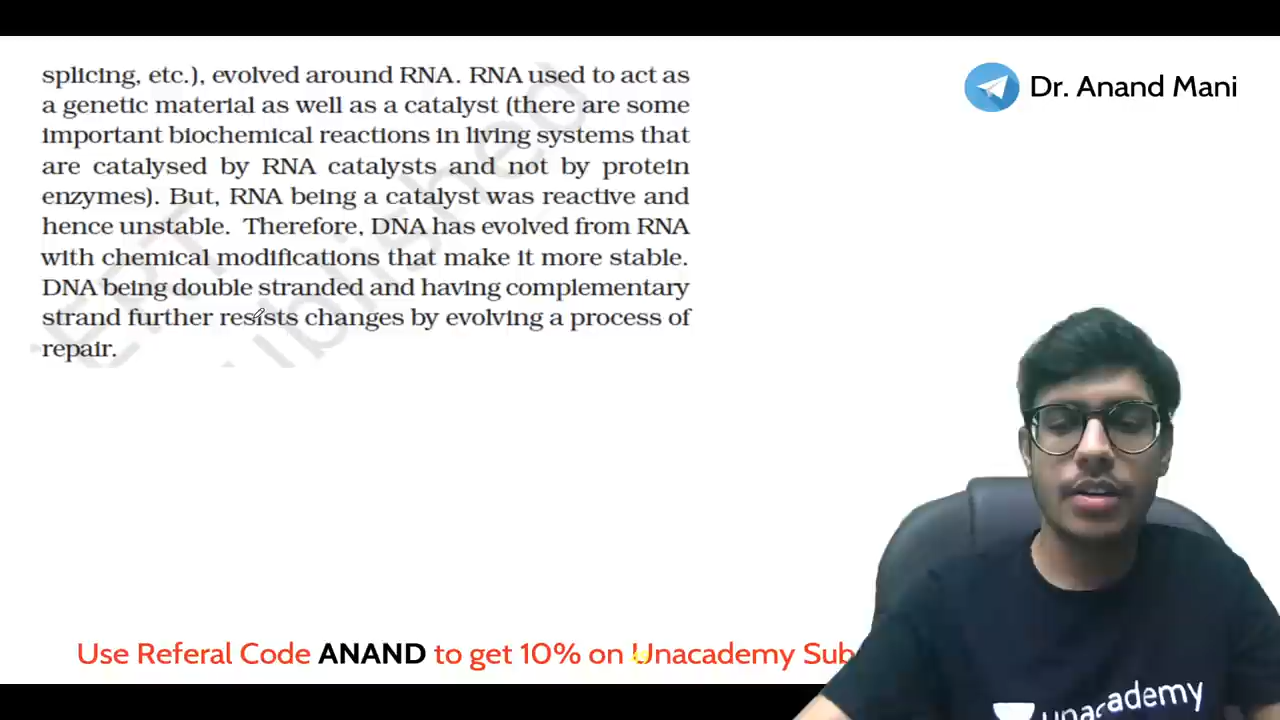 splicing, etc.), evolved around RNA. RNA used to act as
a genetic material as well as a catalyst (there are some
important biochemical reactions in living systems that
are catalysed by RNA catalysts and not by protein
enzymes). But, RNA being a catalyst was reactive and
hence unstable. Therefore, DNA has evolved from RNA
with chemical modifications that make it more stable.
DNA being double stranded and having complementary
strand further resists changes by evolving a process of
repair.
Dr. Anand Mani
Use Referal Code ANAND to get 10% on Unacademy Sub
unacademy